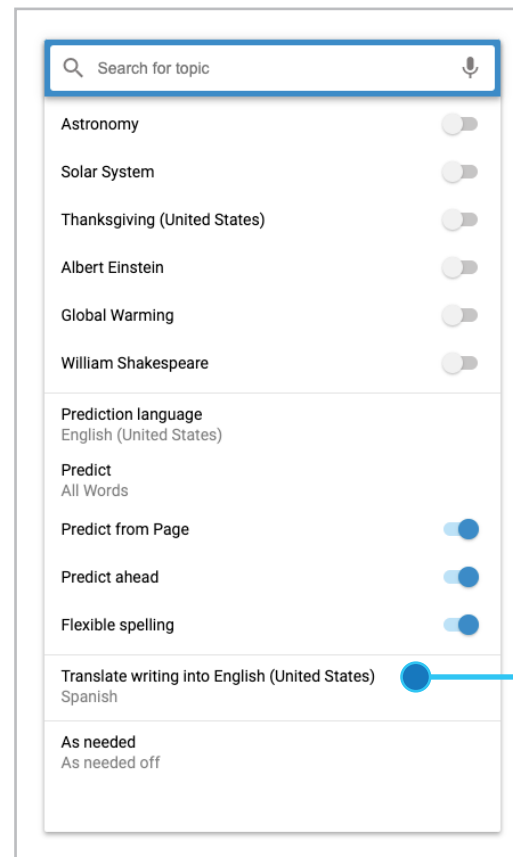 Search for topic
Astronomy
Solar System
Thanksgiving (United States)
Albert Einstein
Global Warming
William Shakespeare
Prediction language
English (United States)
Predict
All Words
Predict from Page
Predict ahead
Flexible spelling
Translate writing into English (United States)
Spanish
As needed
As needed off